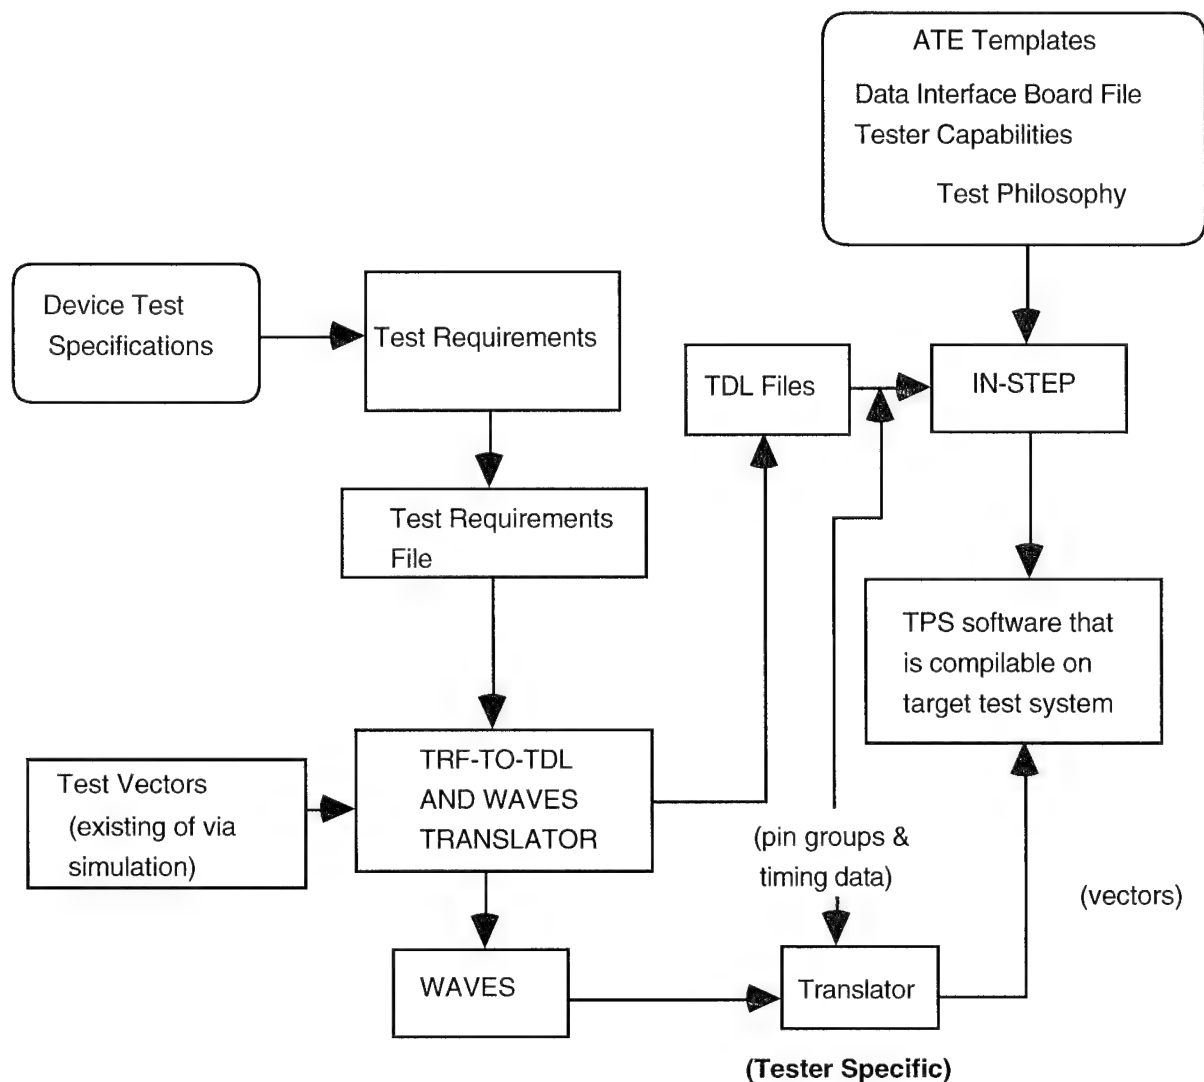 ATE Templates
Data Interface Board File
Tester Capabilities
Test Philosophy
Device Test
Specifications
Test Requirements
TDL Files
IN-STEP
Test Requirements
File
TPS software that
is compilable on
target test system
Test Vectors
(existing of via
simulation)
TRF-TO-TDL
AND WAVES
TRANSLATOR
(pin groups &
timing data)
(vectors)
WAVES
Translator
(Tester Specific)